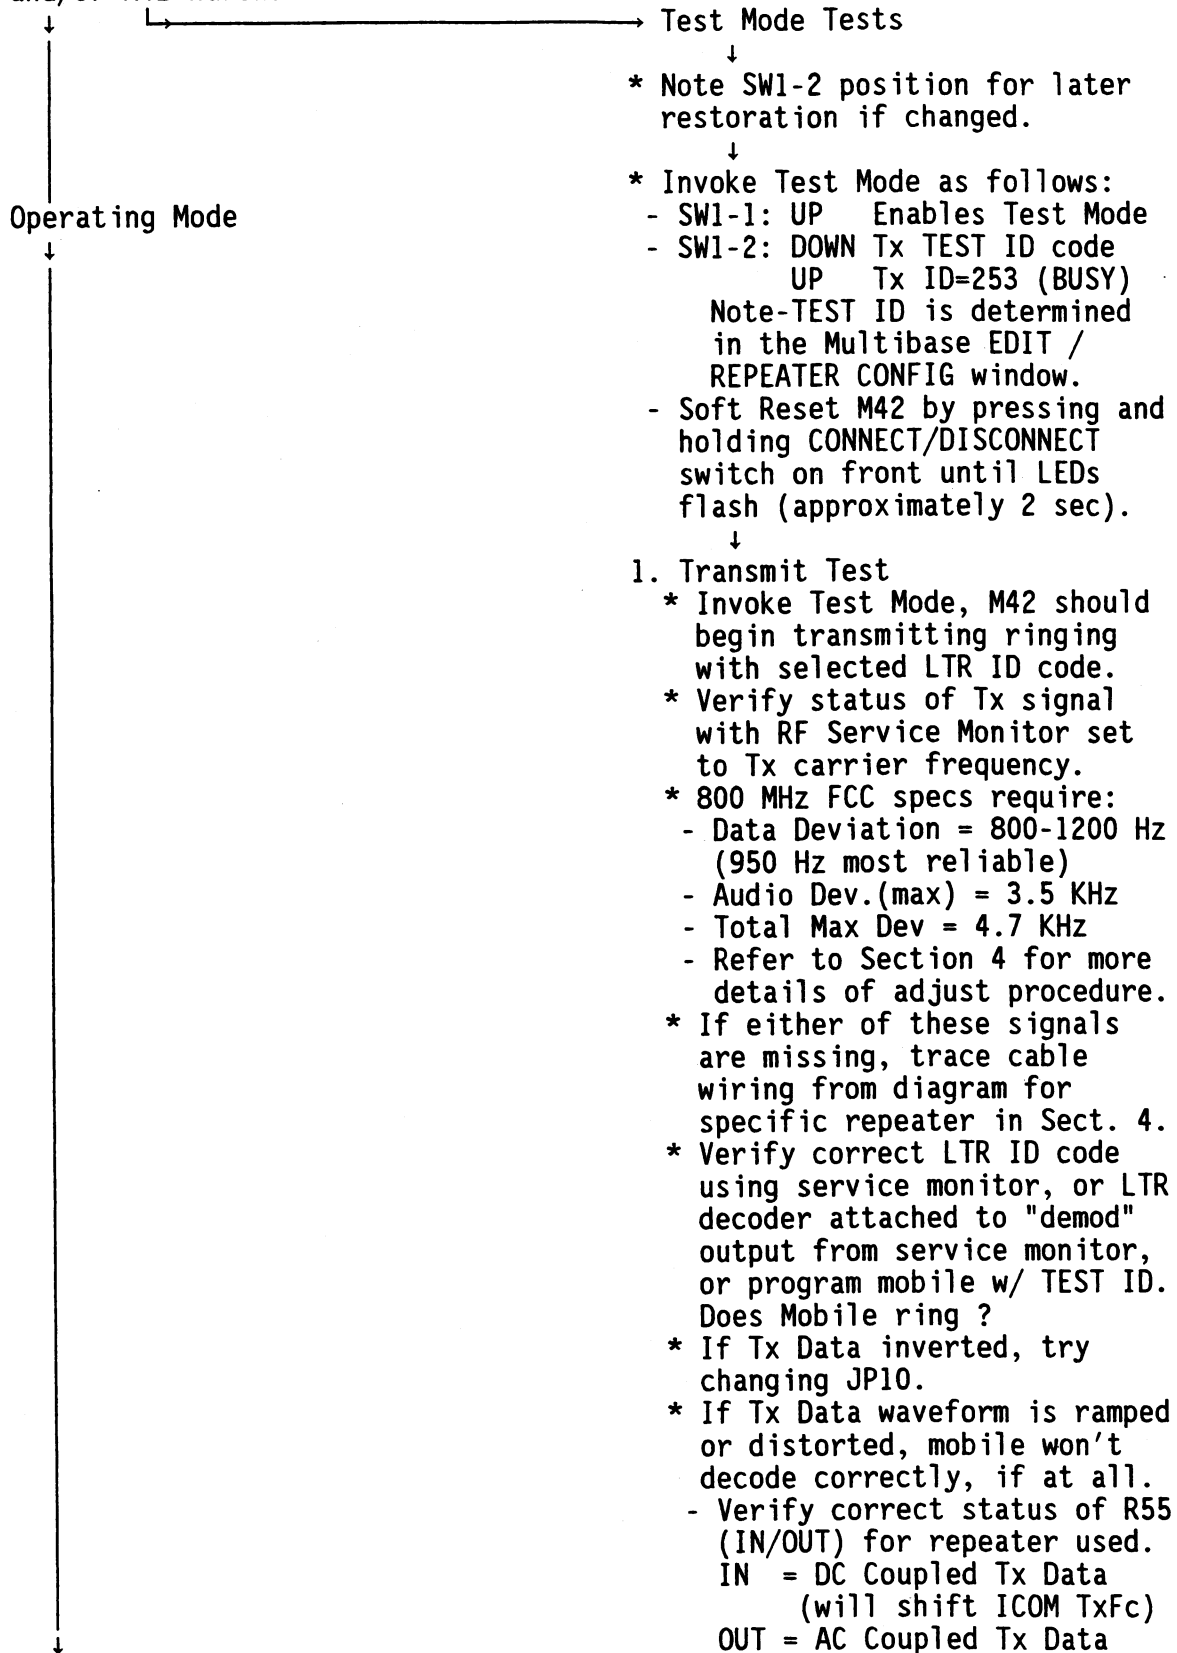 Test Mode Tests
* Note SW1-2 position for later
restoration if changed.
* Invoke Test Mode as follows:
Operating Mode
- SW1-1: UP Enables Test Mode
- SW1-2: DOWN Tx TEST ID code
UP Tx ID=253 (BUSY)
Note-TEST ID is determined
in the Multibase EDIT /
REPEATER CONFIG window.
- Soft Reset M42 by pressing and
holding CONNECT/DISCONNECT
switch on front until LEDs
flash (approximately 2 sec).
1. Transmit Test
* Invoke Test Mode, M42 should
begin transmitting ringing
with selected LTR ID code.
* Verify status of Tx signal
with RF Service Monitor set
to Tx carrier frequency.
* 800 MHz FCC specs require:
- Data Deviation = 800-1200 Hz
(950 Hz most reliable)
- Audio Dev.(max) = 3.5 KHz
- Total Max Dev = 4.7 KHz
- Refer to Section 4 for more
details of adjust procedure.
* If either of these signals
are missing, trace cable
wiring from diagram for
specific repeater in Sect. 4.
* Verify correct LTR ID code
using service monitor, or LTR
decoder attached to "demod"
output from service monitor,
or program mobile w/ TEST ID.
Does Mobile ring ?
* If Tx Data inverted, try
changing JP10.
* If Tx Data waveform is ramped
or distorted, mobile won't
decode correctly, if at all.
- Verify correct status of R55
(IN/OUT) for repeater used.
IN = DC Coupled Tx Data
(will shift ICOM TxFc)
OUT = AC Coupled Tx Data